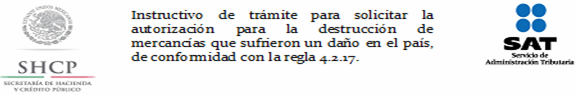 Instructivo de trámite para solicitar la
autorización para la destrucción de
mercancías que sufrieron un daño en el país,
de conformidad con la regla 4.2.17.
SHCP
SECRETARÍA DE HACIENDA
Y CRÉDITO PÚBLICO
SAT
Servicio de
Administración Tributaria